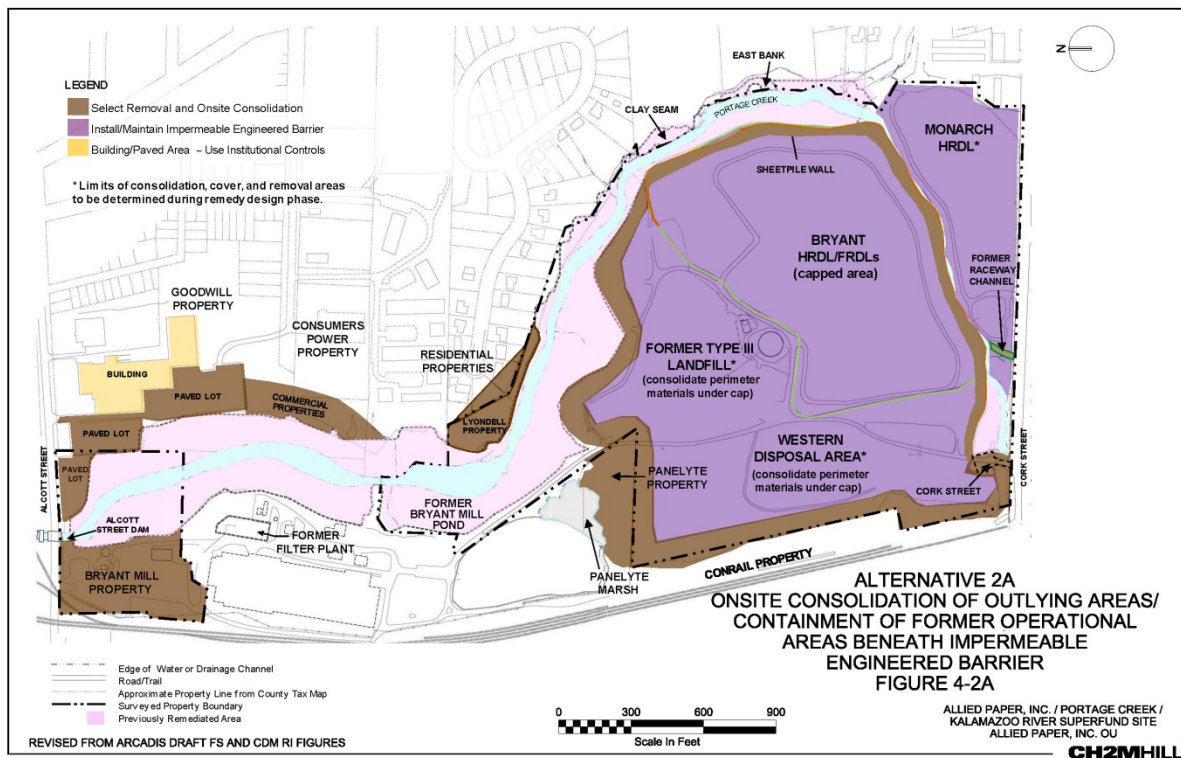 EAST BANK
N
LEGEND
Select Removal and Onsite Consolidation
Install/Maintain Impermeable Engineered Barrier
Building/Paved Area – Use Institutional Controls
* Limits of consolidation, cover, and removal areas
to be determined during remedy design phase.
CLAY SEAM
PORTAGE CREEK
MONARCH
HRDL*
SHEETPILE WALL
BRYANT
HRDL/FRDLs
(capped area)
FORMER
RACEWAY
CHANNEL
GOODWILL
PROPERTY
CONSUMERS
POWER
PROPERTY
RESIDENTIAL
PROPERTIES
FORMER TYPE III
LANDFILL*
(consolidate perimeter
materials under cap)
BUILDING
PAVED LOT
COMMERCIAL
PROPERTIES
PAVED LOT
LYONDELL
PROPERTY
WESTERN
DISPOSAL AREA*
(consolidate perimeter
materials under cap)
PAVED
LOT
PANELYTE
PROPERTY
CORK STREET
CORK STREET
ALCOTT STREET
ALCOTT
STREET DAM
FORMER
BRYANT MILL
POND
FORMER
FILTER PLANT
BRYANT MILL
PROPERTY
PANELYTE
MARSH
CONRAIL PROPERTY
ALTERNATIVE 2A
ONSITE CONSOLIDATION OF OUTLYING AREAS/
CONTAINMENT OF FORMER OPERATIONAL
AREAS BENEATH IMPERMEABLE
ENGINEERED BARRIER
FIGURE 4-2A
Edge of Water or Drainage Channel
Road/Trail
Approximate Property Line from County Tax Map
Surveyed Property Boundary
Previously Remediated Area
0 300 600 900
Scale In Feet
ALLIED PAPER, INC. / PORTAGE CREEK /
KALAMAZOO RIVER SUPERFUND SITE
ALLIED PAPER, INC. OU
REVISED FROM ARCADIS DRAFT FS AND CDM RI FIGURES
CH2MHILL